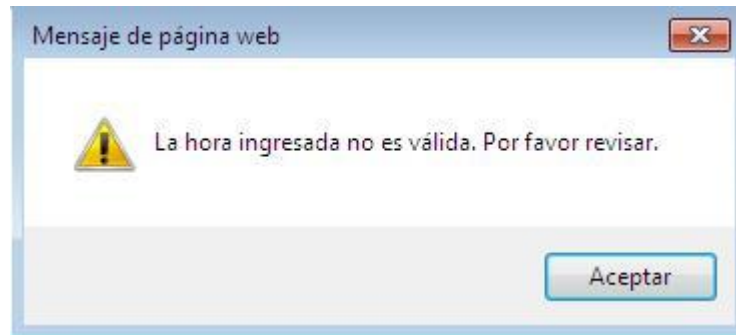 Mensaje de página web
La hora ingresada no es válida. Por favor revisar.
Aceptar